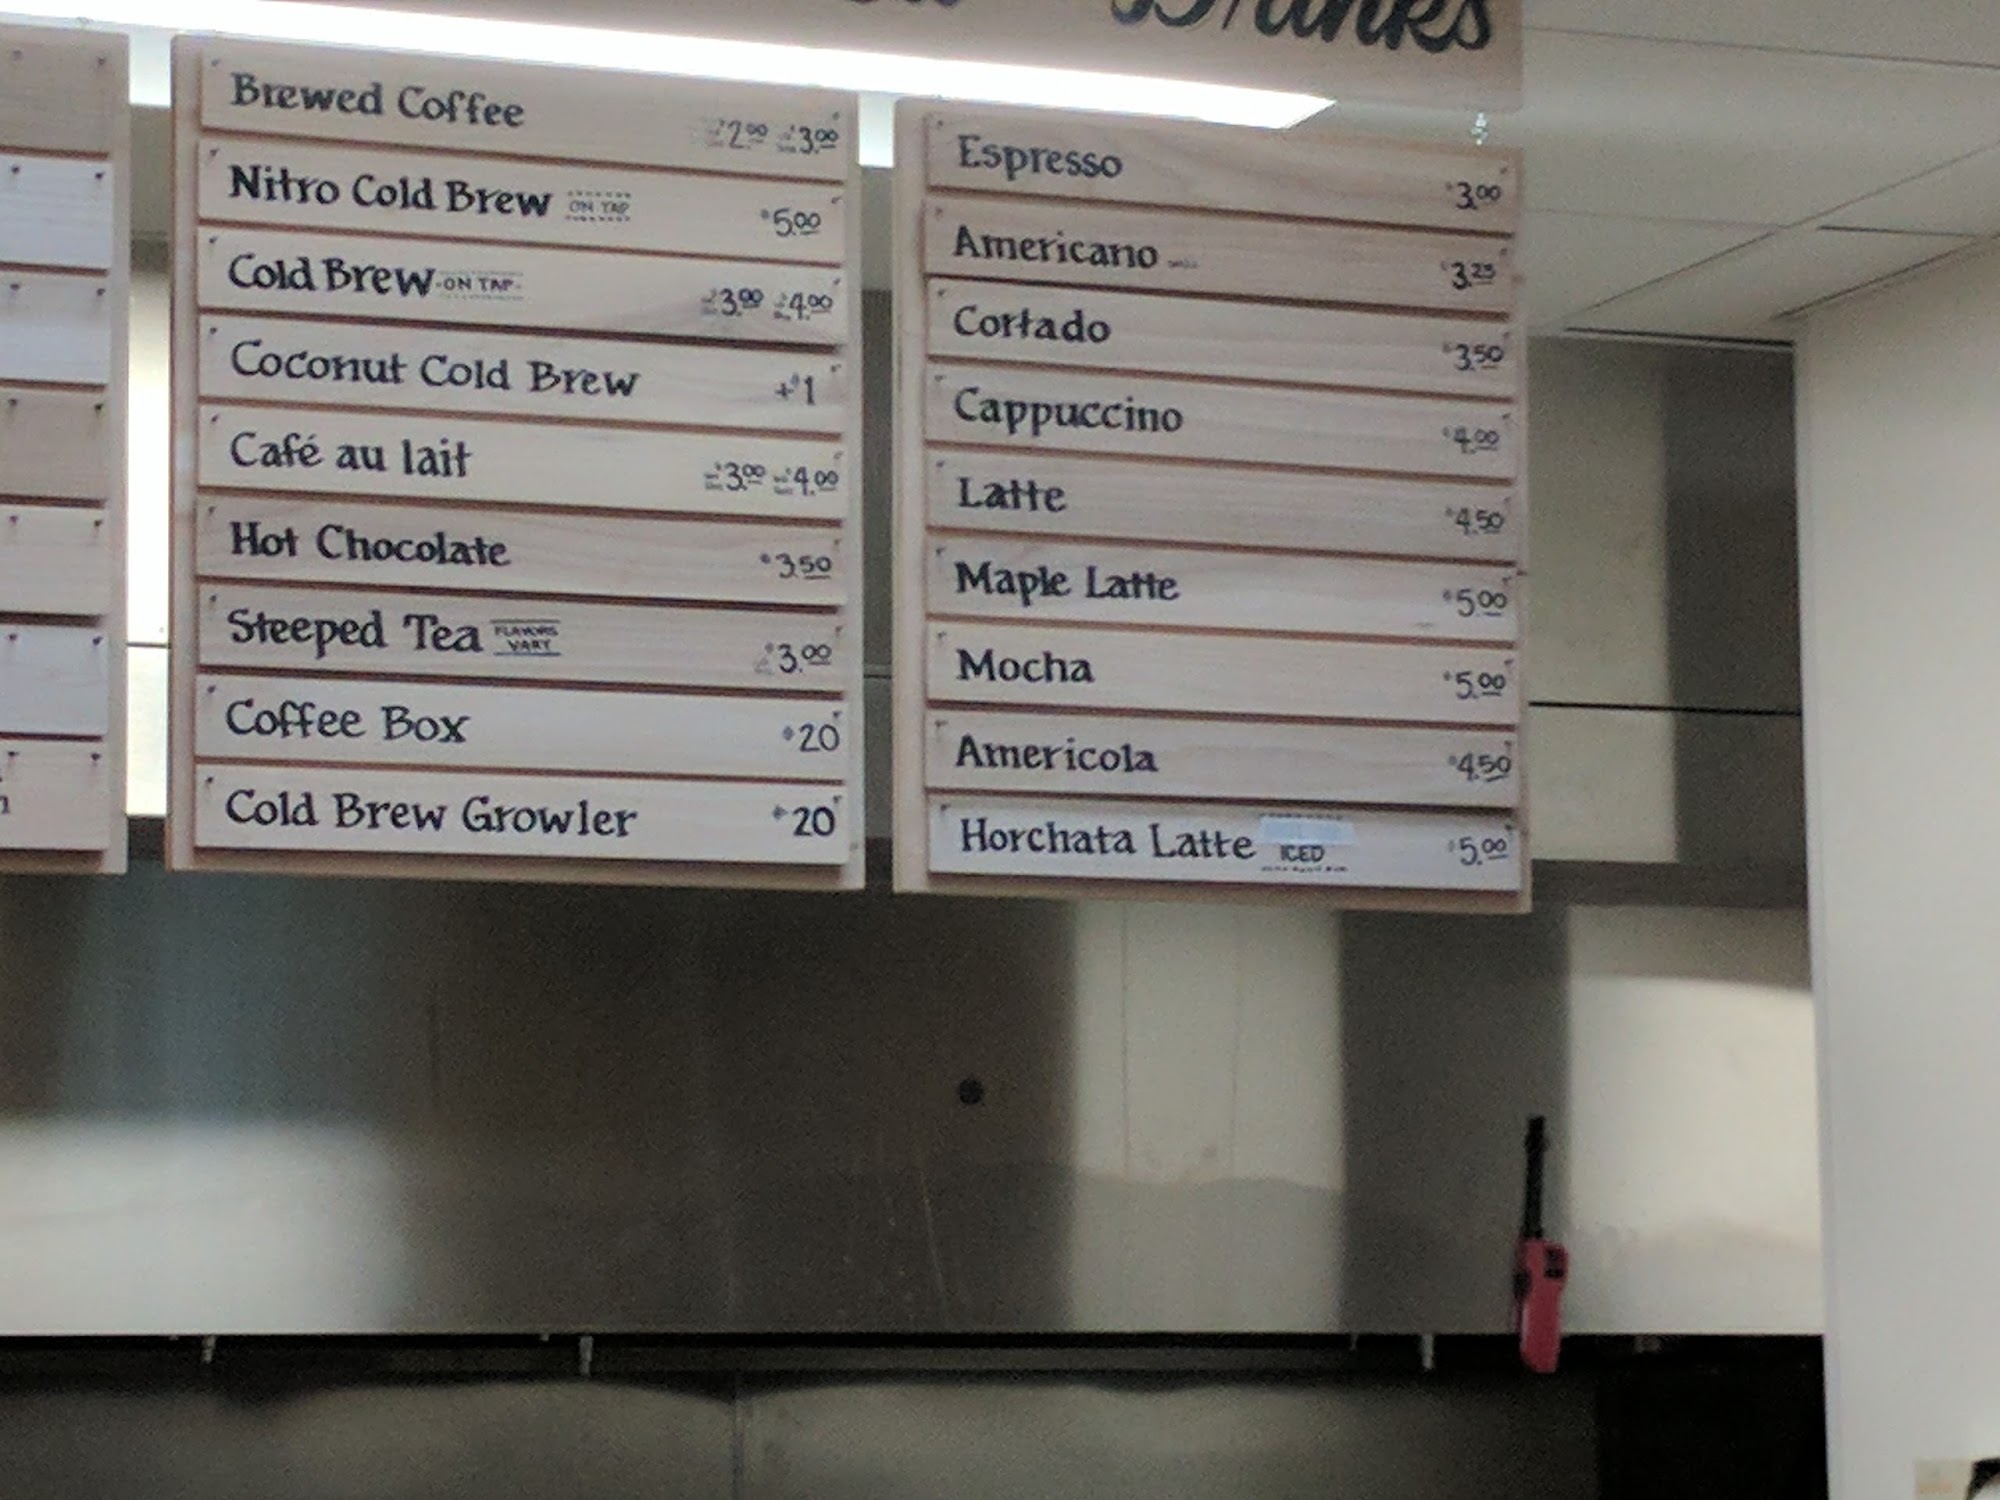 Drinks
Brewed Coffee $2.00 $3.00
Nitro Cold Brew ON TAP $5.00
Cold Brew -ON TAP- $3.00 $4.00
Coconut Cold Brew +$1
Café au lait $3.00 $4.00
Hot Chocolate $3.50
Steeped Tea FLAVORS VARY $3.00
Coffee Box $20
Cold Brew Growler $20
Espresso $3.00
Americano $3.25
Cortado $3.50
Cappuccino $4.00
Latte $4.50
Maple Latte $5.00
Mocha $5.00
Americola $4.50
Horchata Latte ICED $5.00